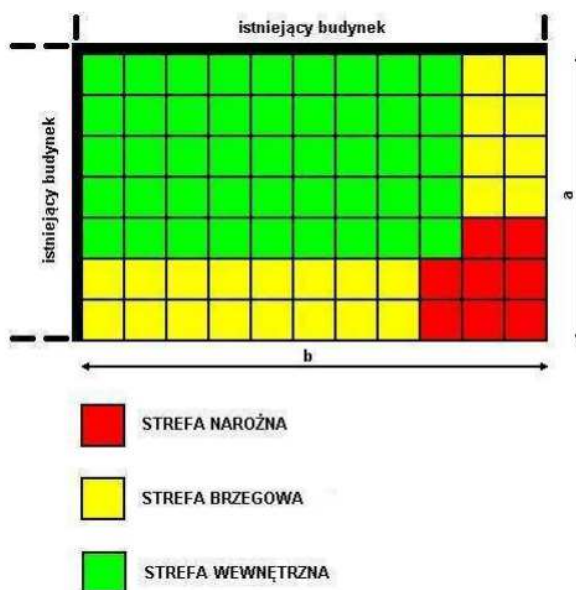 istniejący budynek
istniejący budynek
a
b
STREFA NAROŻNA
STREFA BRZEGOWA
STREFA WEWNĘTRZNA